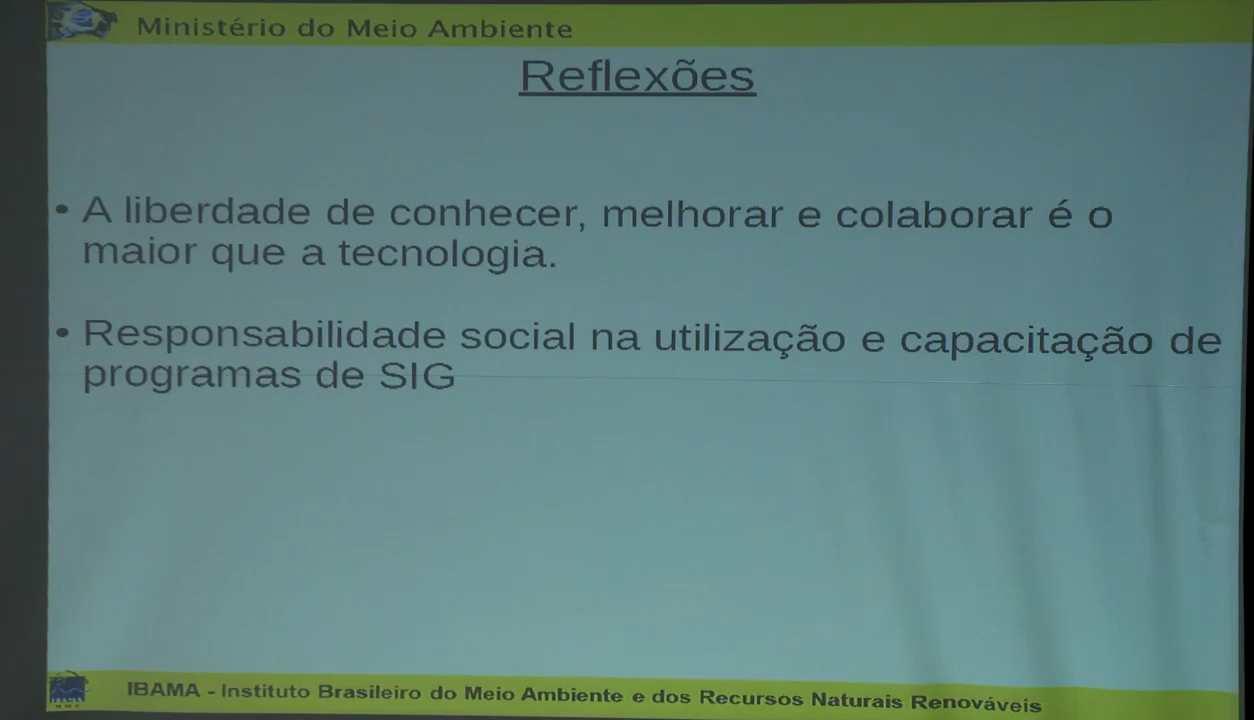 Ministério do Meio Ambiente
Reflexões
• A liberdade de conhecer, melhorar e colaborar é o
maior que a tecnologia.
• Responsabilidade social na utilização e capacitação de
programas de SIG
IBAMA - Instituto Brasileiro do Meio Ambiente e dos Recursos Naturais Renováveis